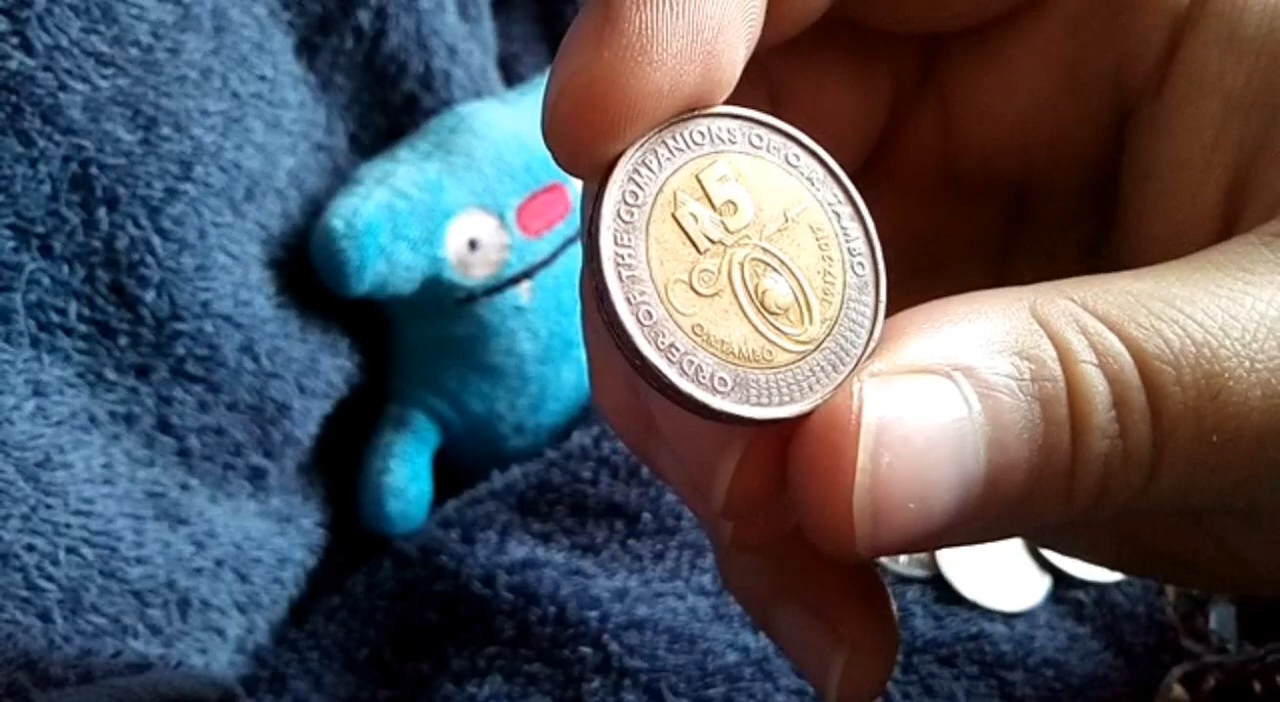 ORDER OF THE COMPANIONS OF O.R. TAMBO
R5
O.R. TAMBO